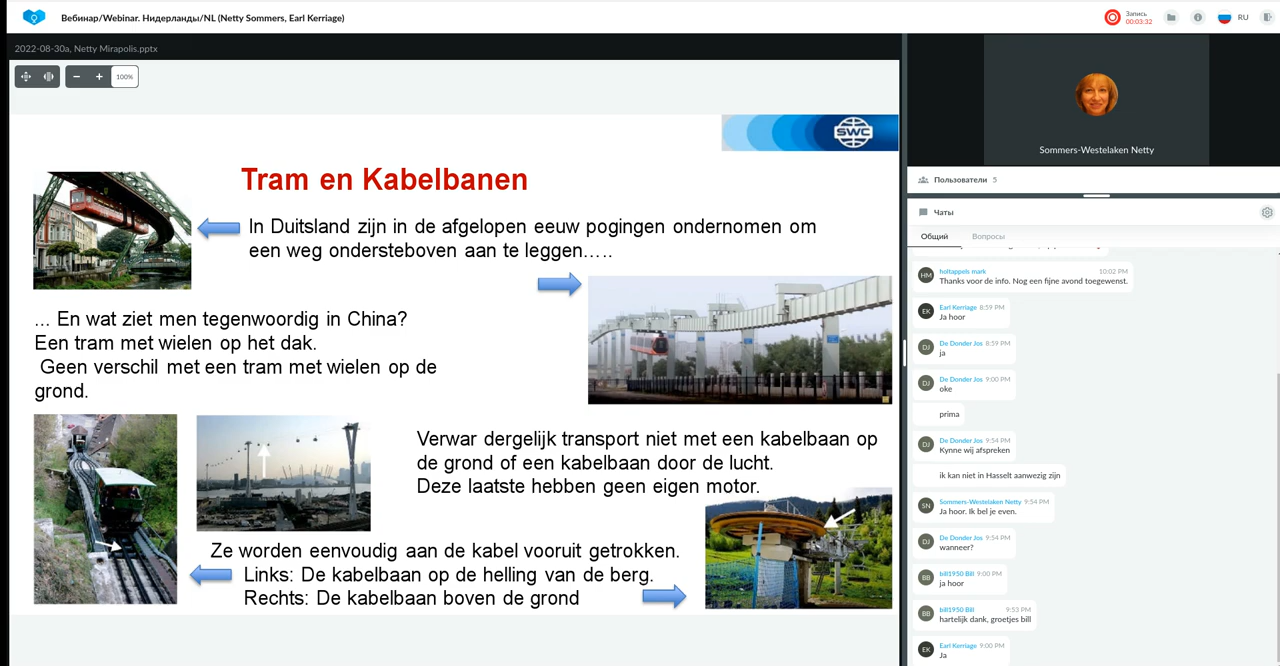 Вебинар/Webinar. Нидерланды/NL (Netty Sommers, Earl Kerriage)
Запись
00:03:32
RU
2022-08-30a, Netty Mirapolis.pptx
100%
SWC
Tram en Kabelbanen
In Duitsland zijn in de afgelopen eeuw pogingen ondernomen om
een weg ondersteboven aan te leggen.….
... En wat ziet men tegenwoordig in China?
Een tram met wielen op het dak.
Geen verschil met een tram met wielen op de
grond.
Verwar dergelijk transport niet met een kabelbaan op
de grond of een kabelbaan door de lucht.
Deze laatste hebben geen eigen motor.
Ze worden eenvoudig aan de kabel vooruit getrokken.
Links: De kabelbaan op de helling van de berg.
Rechts: De kabelbaan boven de grond
Sommers-Westelaken Netty
Пользователи 5
Чаты
Общий Вопросы
HM
holtappels mark 10:02 PM
Thanks voor de info. Nog een fijne avond toegewenst.
EK
Earl Kerriage 8:59 PM
Ja hoor
DJ
De Donder Jos 8:59 PM
ja
DJ
De Donder Jos 9:00 PM
oke
prima
DJ
De Donder Jos 9:54 PM
Kynne wij afspreken
ik kan niet in Hasselt aanwezig zijn
SN
Sommers-Westelaken Netty 9:54 PM
Ja hoor. Ik bel je even.
DJ
De Donder Jos 9:54 PM
wanneer?
BB
bill1950 Bill 9:00 PM
ja hoor
BB
bill1950 Bill 9:53 PM
hartelijk dank, groetjes bill
EK
Earl Kerriage 9:00 PM
Ja